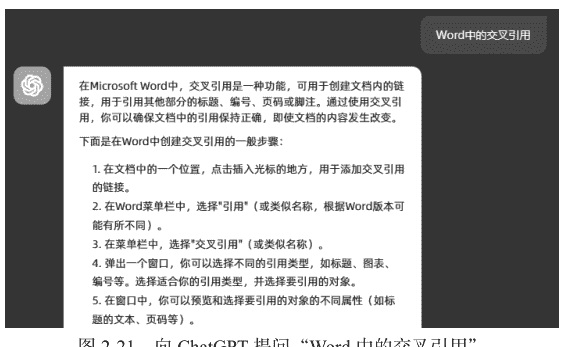 Word中的交叉引用
在Microsoft Word中，交叉引用是一种功能，可用于创建文档内的链
接，用于引用其他部分的标题、编号、页码或脚注。通过使用交叉引
用，你可以确保文档中的引用保持正确，即使文档的内容发生改变。
下面是在Word中创建交叉引用的一般步骤：
1. 在文档中的一个位置，点击插入光标的地方，用于添加交叉引用
的链接。
2. 在Word菜单栏中，选择"引用"（或类似名称，根据Word版本可
能有所不同）。
3. 在菜单栏中，选择"交叉引用"（或类似名称）。
4. 弹出一个窗口，你可以选择不同的引用类型，如标题、图表、
编号等。选择适合你的引用类型，并选择要引用的对象。
5. 在窗口中，你可以预览和选择要引用的对象的不同属性（如标
题的文本、页码等）。
图 2-21 向 ChatGPT 提问“Word 中的交叉引用”